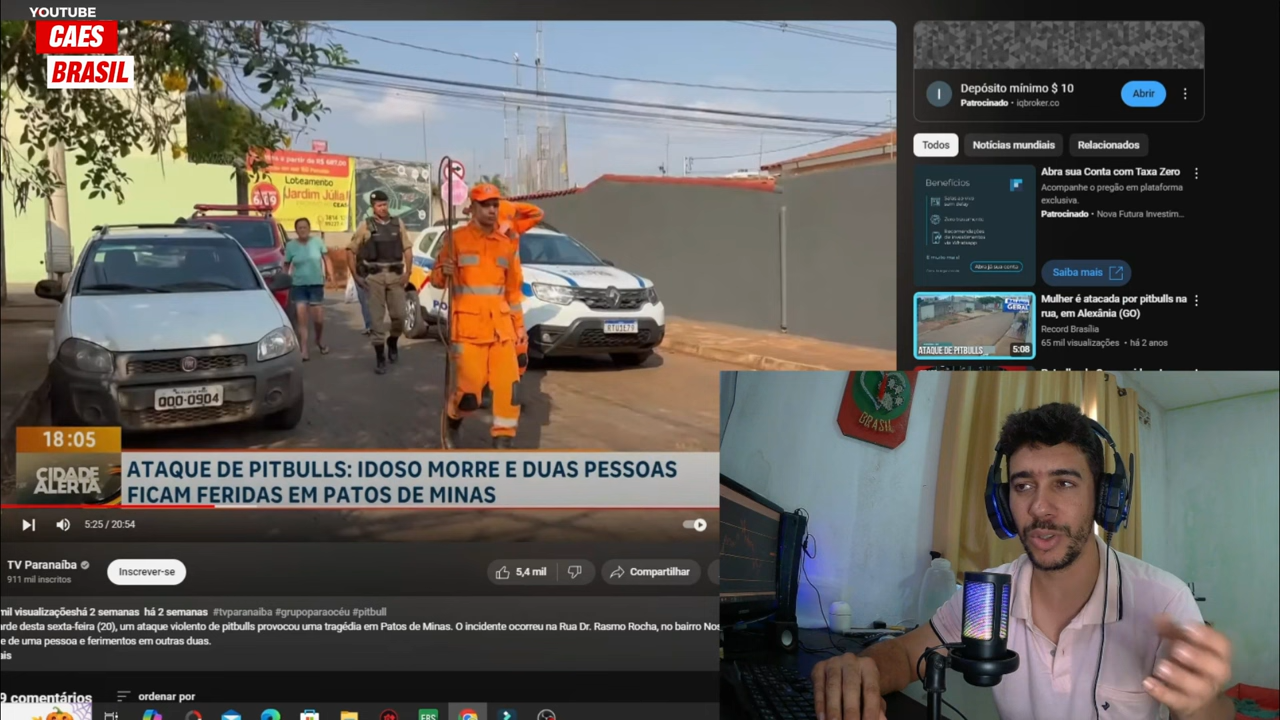 YOUTUBE
CAES
BRASIL
Loteamento
Jardim Júlia
6/09
OQO-0904
18:05
CIDADE
ALERTA
ATAQUE DE PITBULLS: IDOSO MORRE E DUAS PESSOAS
FICAM FERIDAS EM PATOS DE MINAS
5:25 / 20:54
TV Paranaíba
911 mil inscritos
Inscrever-se
5,4 mil
Compartilhar
mil visualizaçõeshá 2 semanas há 2 semanas #tvparanaiba #grupoparaocéu #pitbull
arde desta sexta-feira (20), um ataque violento de pitbulls provocou uma tragédia em Patos de Minas. O incidente ocorreu na Rua Dr. Rasmo Rocha, no bairro Nos
e de uma pessoa e ferimentos em outras duas.
ais
9 comentários
ordenar por
Depósito mínimo $ 10
Patrocinado • iqbroker.co
Abrir
Todos
Notícias mundiais
Relacionados
Benefícios
Abra sua Conta com Taxa Zero
Acompanhe o pregão em plataforma
exclusiva.
Patrocinado • Nova Futura Investim...
Saiba mais
Mulher é atacada por pitbulls na
rua, em Alexânia (GO)
Record Brasília
65 mil visualizações • há 2 anos
ATAQUE DE PITBULLS
5:08
BRASIL